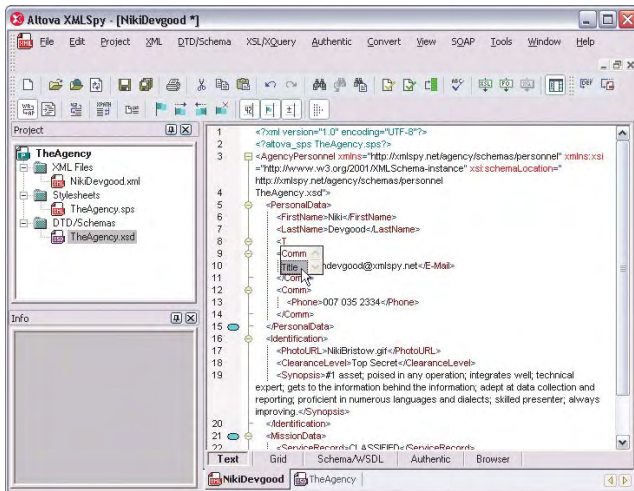 Altova XMLSpy - [NikiDevgood *]
File Edit Project XML DTD/Schema XSL/XQuery Authentic Convert View SOAP Tools Window Help
Project
TheAgency
XML Files
NikiDevgood.xml
Stylesheets
TheAgency.sps
DTD/Schemas
TheAgency.xsd
Info
1 <?xml version="1.0" encoding="UTF-8"?>
2 <?altova_sps TheAgency.sps?>
3 <AgencyPersonnel xmlns="http://xmlspy.net/agency/schemas/personnel" xmlns:xsi
="http://www.w3.org/2001/XMLSchema-instance" xsi:schemaLocation="
http://xmlspy.net/agency/schemas/personnel
4 TheAgency.xsd">
5 <PersonalData>
6 <FirstName>Niki</FirstName>
7 <LastName>Devgood</LastName>
8 <T
9 <
Comm
Title
10 ndevgood@xmlspy.net</E-Mail>
11 </Comm>
12 <Comm>
13 <Phone>007 035 2334</Phone>
14 </Comm>
15 </PersonalData>
16 <Identification>
17 <PhotoURL>NikiBristow.gif</PhotoURL>
18 <ClearanceLevel>Top Secret</ClearanceLevel>
19 <Synopsis>#1 asset; poised in any operation; integrates well; technical
expert; gets to the information behind the information; adept at data collection and
reporting; proficient in numerous languages and dialects; skilled presenter; always
improving.</Synopsis>
20 </Identification>
21 <MissionData>
22 <ServiceRecord>CLASSIFIED</ServiceRecord>
Text Grid Schema/WSDL Authentic Browser
NikiDevgood TheAgency